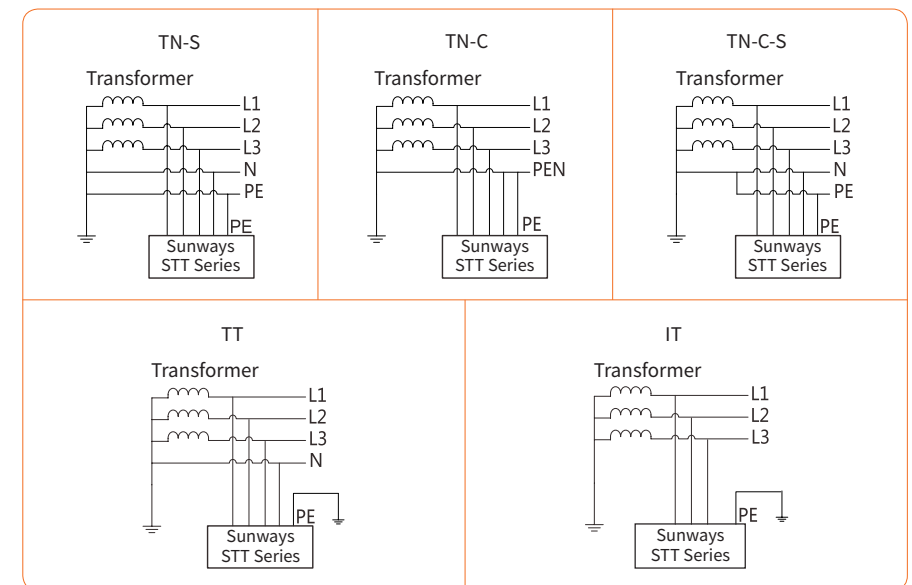 TN-S
Transformer
L1
L2
L3
N
PE
PE
Sunways
STT Series
TN-C
Transformer
L1
L2
L3
PEN
PE
Sunways
STT Series
TN-C-S
Transformer
L1
L2
L3
N
PE
PE
Sunways
STT Series
TT
Transformer
L1
L2
L3
N
PE
Sunways
STT Series
IT
Transformer
L1
L2
L3
PE
Sunways
STT Series